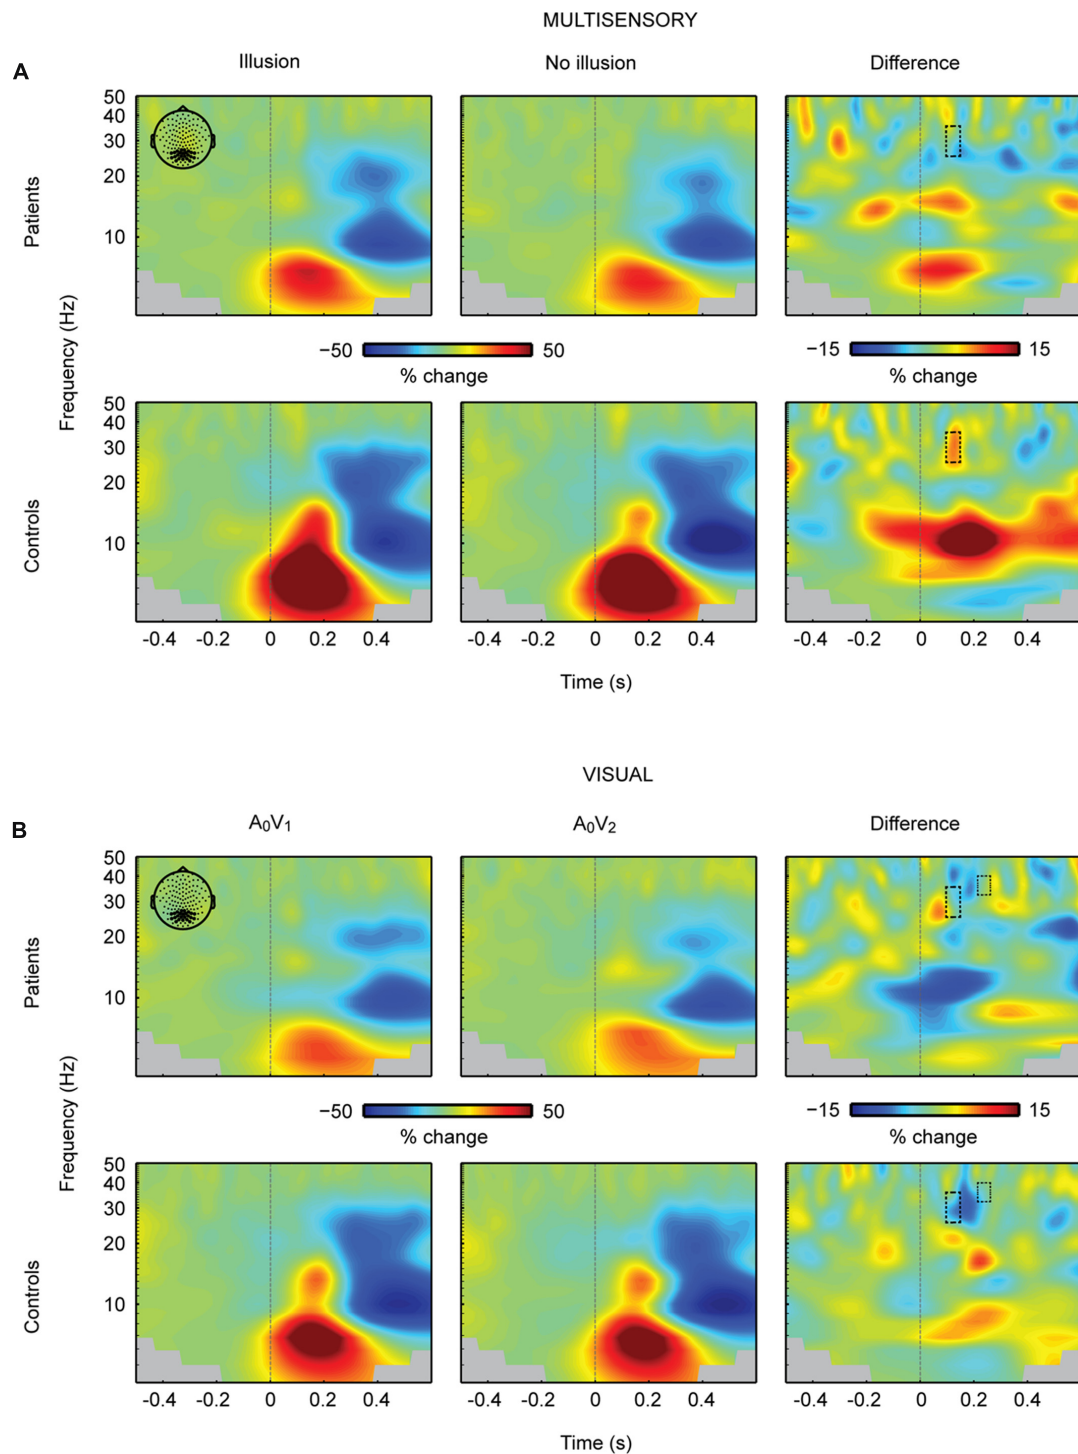 MULTISENSORY
A
Illusion No illusion Difference
50
40
30
20
10
Patients
−50 50
% change
−15 15
% change
Frequency (Hz)
50
40
30
20
10
Controls
-0.4 -0.2 0 0.2 0.4 -0.4 -0.2 0 0.2 0.4 -0.4 -0.2 0 0.2 0.4
Time (s)
VISUAL
B
A₀V₁ A₀V₂ Difference
50
40
30
20
10
Patients
−50 50
% change
−15 15
% change
Frequency (Hz)
50
40
30
20
10
Controls
-0.4 -0.2 0 0.2 0.4 -0.4 -0.2 0 0.2 0.4 -0.4 -0.2 0 0.2 0.4
Time (s)